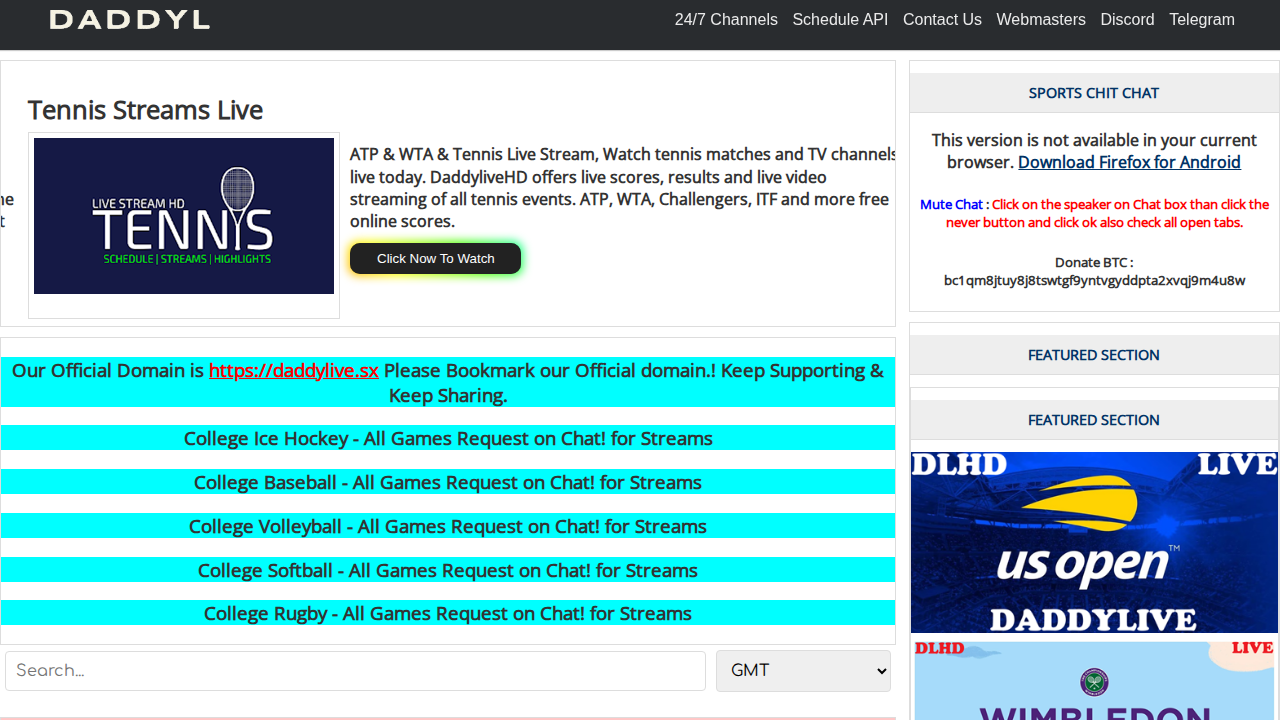 DADDYL
24/7 Channels Schedule API Contact Us Webmasters Discord Telegram
Tennis Streams Live
LIVE STREAM HD
TENNIS
SCHEDULE | STREAMS | HIGHLIGHTS
ATP & WTA & Tennis Live Stream, Watch tennis matches and TV channels
live today. DaddyliveHD offers live scores, results and live video
streaming of all tennis events. ATP, WTA, Challengers, ITF and more free
online scores.
Click Now To Watch
Our Official Domain is https://daddylive.sx Please Bookmark our Official domain.! Keep Supporting &
Keep Sharing.
College Ice Hockey - All Games Request on Chat! for Streams
College Baseball - All Games Request on Chat! for Streams
College Volleyball - All Games Request on Chat! for Streams
College Softball - All Games Request on Chat! for Streams
College Rugby - All Games Request on Chat! for Streams
Search...
GMT
SPORTS CHIT CHAT
This version is not available in your current
browser. Download Firefox for Android
Mute Chat : Click on the speaker on Chat box than click the
never button and click ok also check all open tabs.
Donate BTC :
bc1qm8jtuy8j8tswtgf9yntvgyddpta2xvqj9m4u8w
FEATURED SECTION
FEATURED SECTION
DLHD LIVE
us open
TM
DADDYLIVE
DLHD LIVE
WIMBLEDON